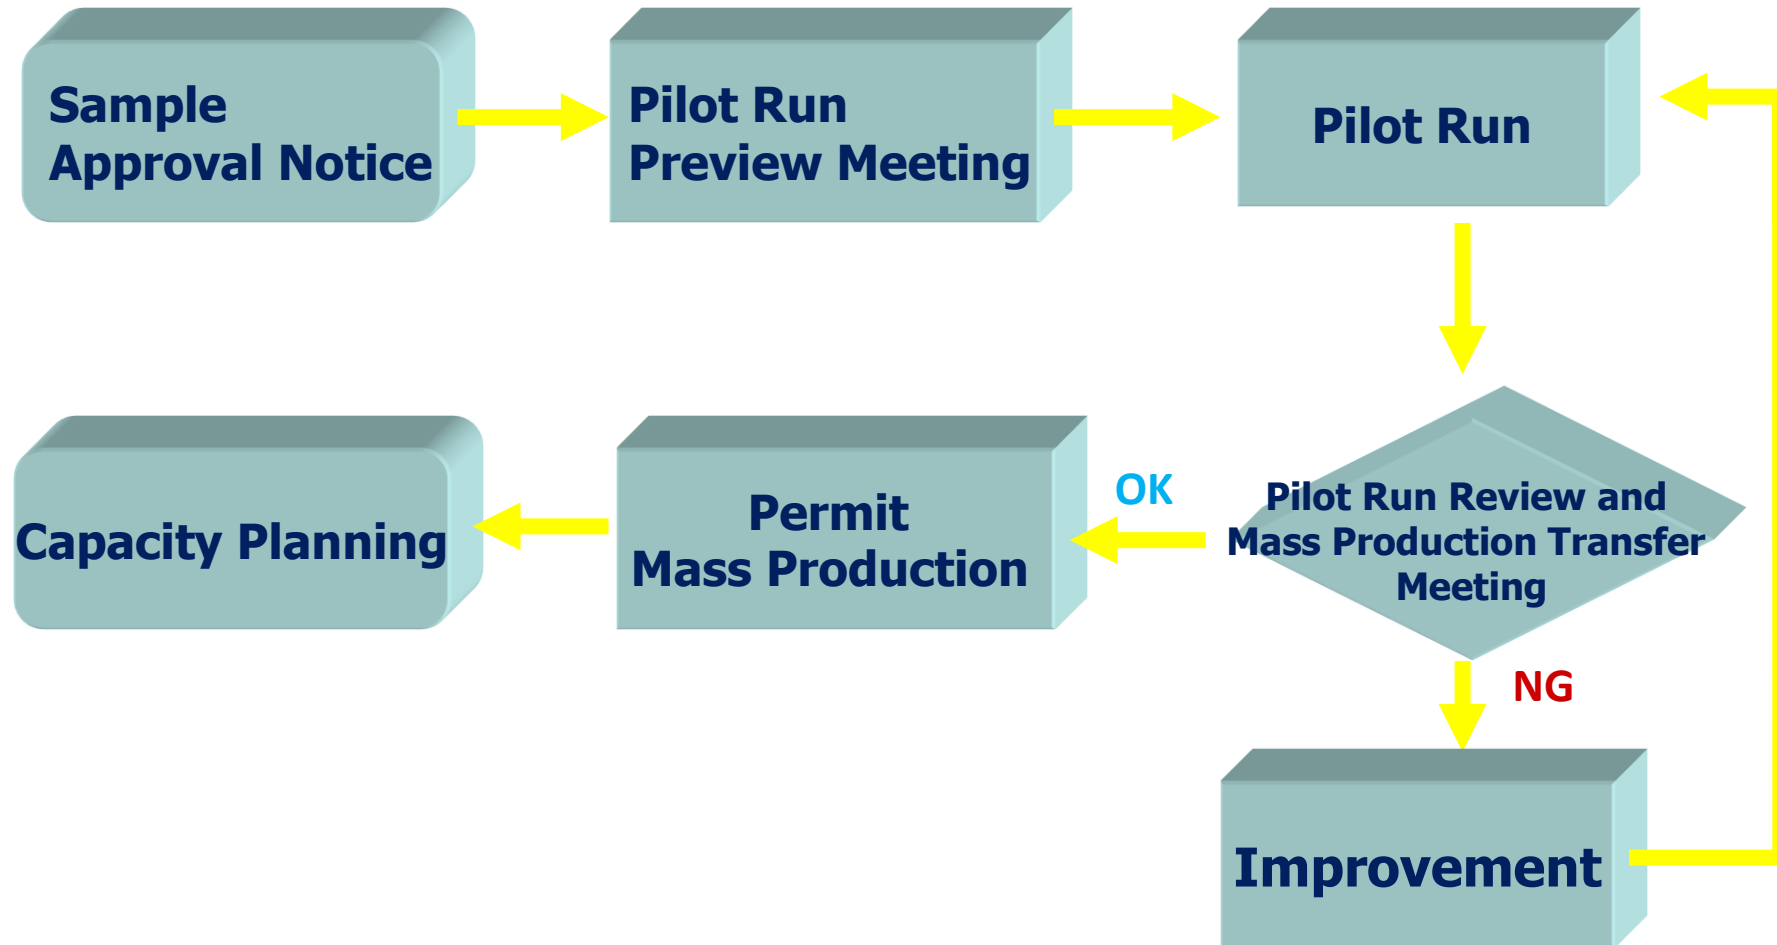 Sample
Approval Notice
Pilot Run
Preview Meeting
Pilot Run
Capacity Planning
Permit
Mass Production
OK
Pilot Run Review and
Mass Production Transfer
Meeting
NG
Improvement